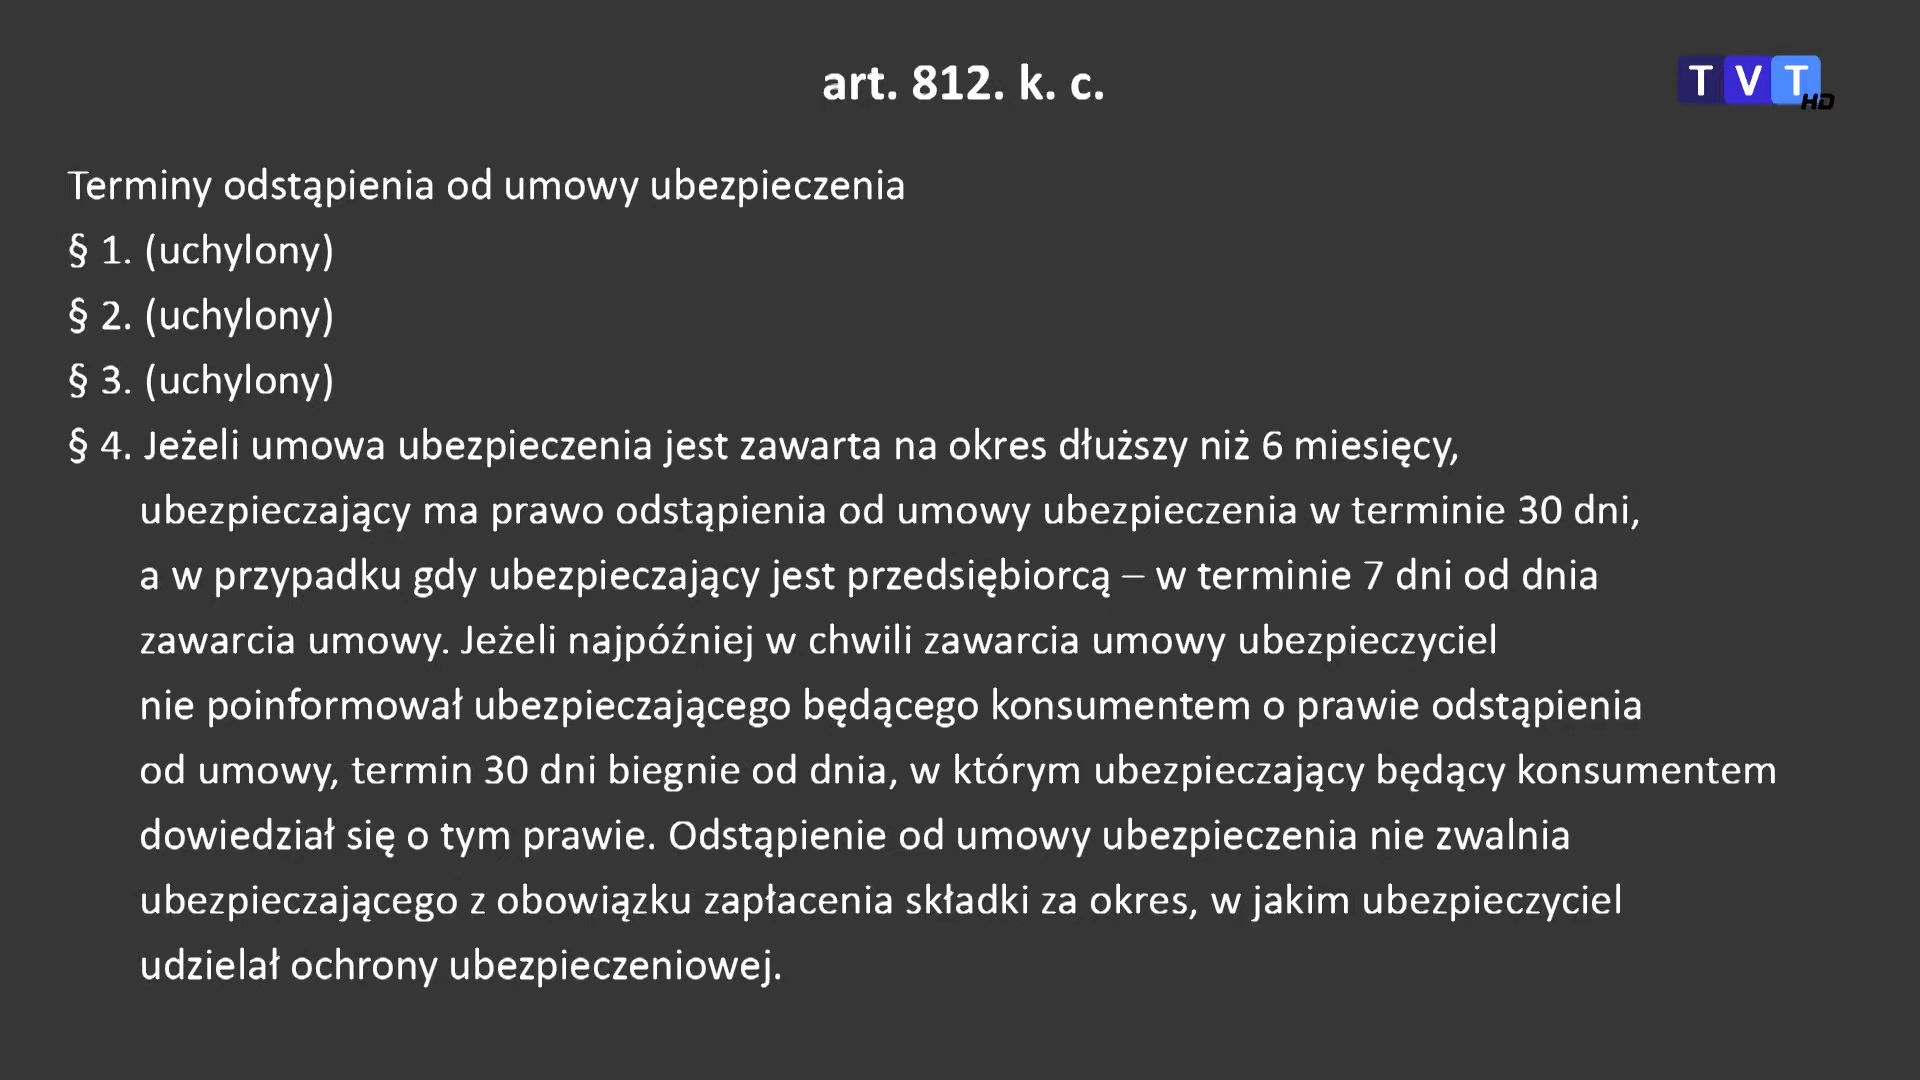 art. 812. k. c.
TVT HD
Terminy odstąpienia od umowy ubezpieczenia
§ 1. (uchylony)
§ 2. (uchylony)
§ 3. (uchylony)
§ 4. Jeżeli umowa ubezpieczenia jest zawarta na okres dłuższy niż 6 miesięcy,
ubezpieczający ma prawo odstąpienia od umowy ubezpieczenia w terminie 30 dni,
a w przypadku gdy ubezpieczający jest przedsiębiorcą – w terminie 7 dni od dnia
zawarcia umowy. Jeżeli najpóźniej w chwili zawarcia umowy ubezpieczyciel
nie poinformował ubezpieczającego będącego konsumentem o prawie odstąpienia
od umowy, termin 30 dni biegnie od dnia, w którym ubezpieczający będący konsumentem
dowiedział się o tym prawie. Odstąpienie od umowy ubezpieczenia nie zwalnia
ubezpieczającego z obowiązku zapłacenia składki za okres, w jakim ubezpieczyciel
udzielał ochrony ubezpieczeniowej.